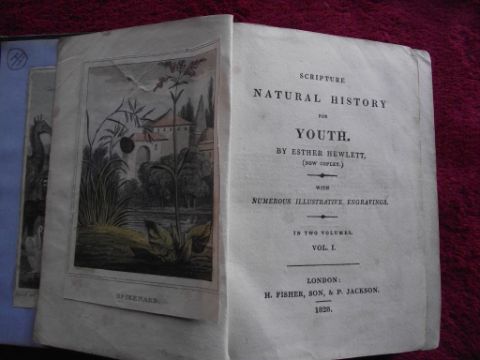 SPIKENARD.
SCRIPTURE
NATURAL HISTORY
FOR
YOUTH.
BY ESTHER HEWLETT,
(NOW COPLEY.)
WITH
NUMEROUS ILLUSTRATIVE ENGRAVINGS.
IN TWO VOLUMES.
VOL. I.
LONDON:
H. FISHER, SON, & P. JACKSON.
1828.